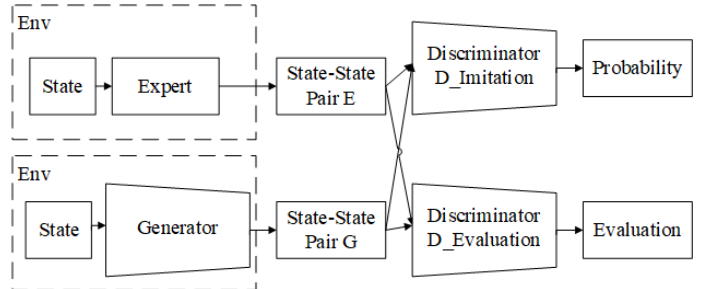 Env
State
Expert
State-State
Pair E
Discriminator
D_Imitation
Probability
Env
State
Generator
State-State
Pair G
Discriminator
D_Evaluation
Evaluation